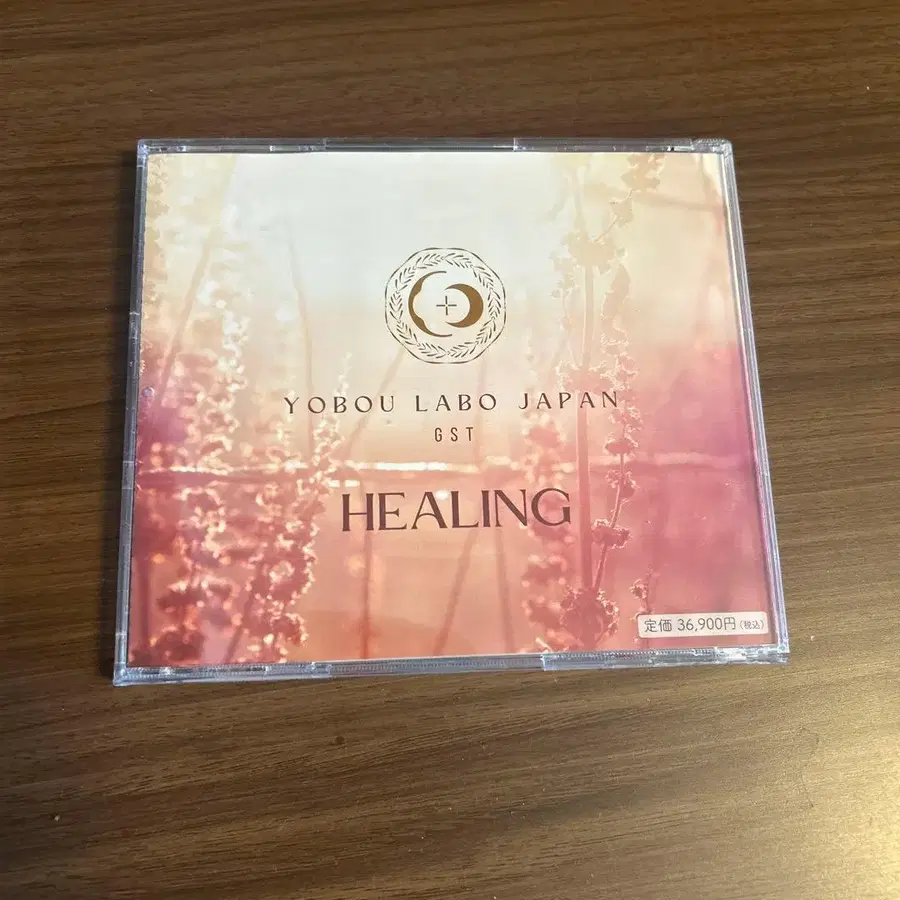 YOBOU LABO JAPAN
GST
HEALING
定価 36,900円(税込)